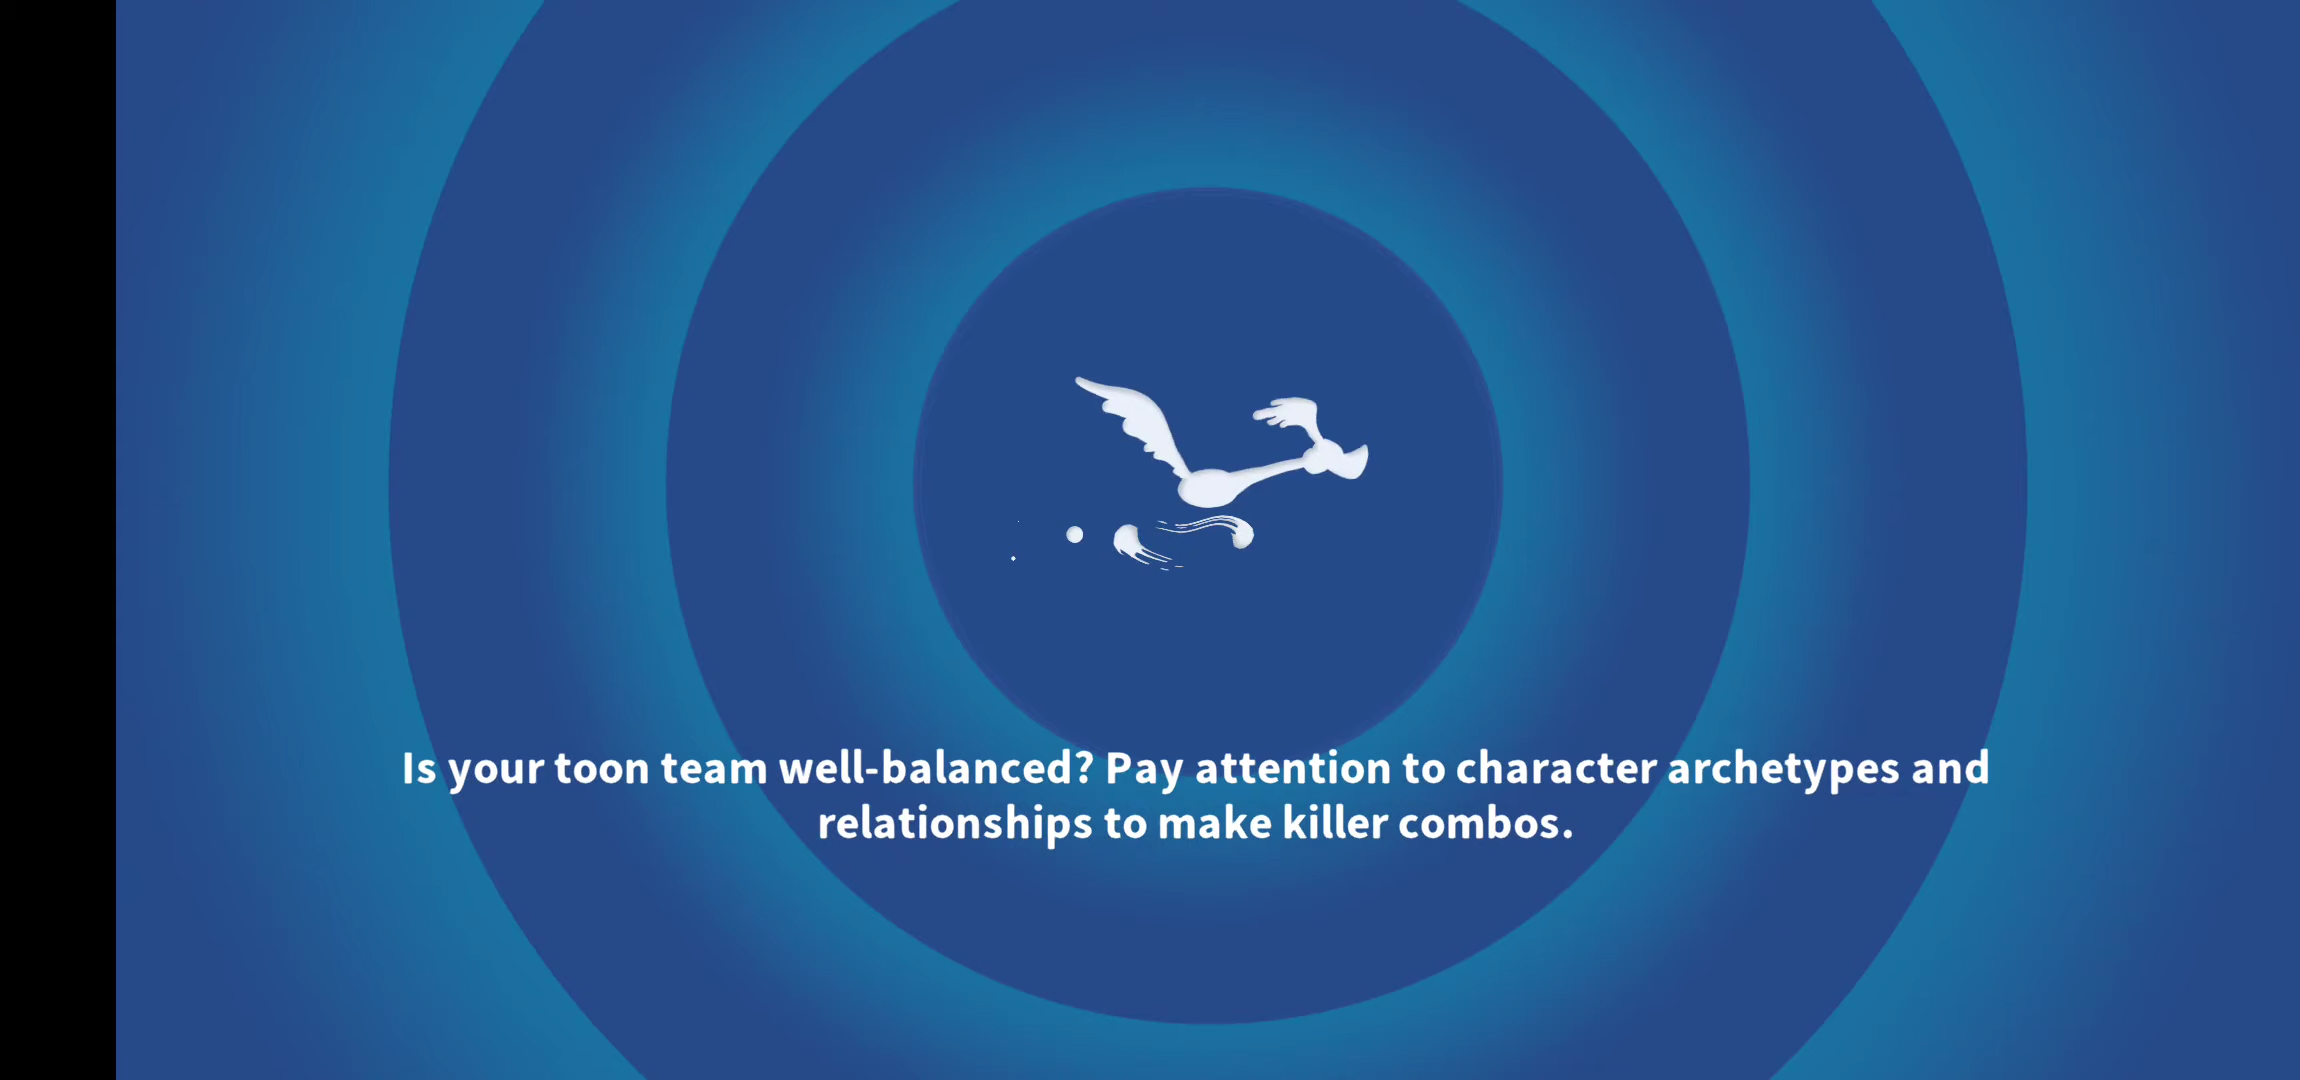 Is your toon team well-balanced? Pay attention to character archetypes and
relationships to make killer combos.